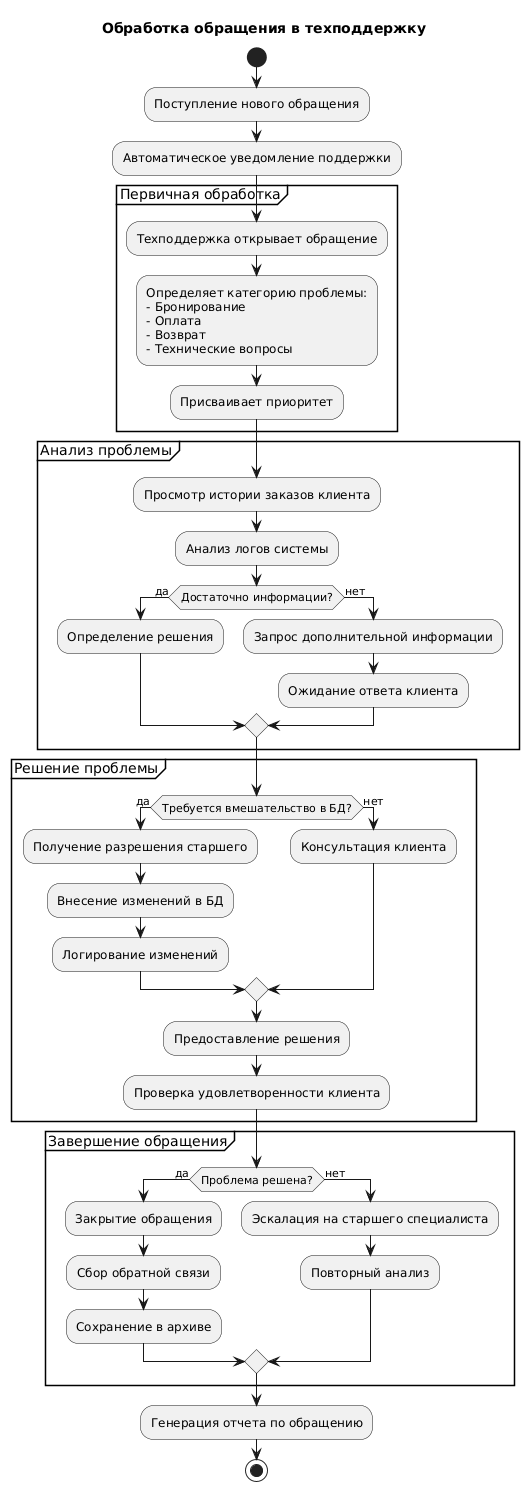 Обработка обращения в техподдержку
Поступление нового обращения
Автоматическое уведомление поддержки
Первичная обработка
Техподдержка открывает обращение
Определяет категорию проблемы:
- Бронирование
- Оплата
- Возврат
- Технические вопросы
Присваивает приоритет
Анализ проблемы
Просмотр истории заказов клиента
Анализ логов системы
да
Достаточно информации?
нет
Определение решения
Запрос дополнительной информации
Ожидание ответа клиента
Решение проблемы
да
Требуется вмешательство в БД?
нет
Получение разрешения старшего
Консультация клиента
Внесение изменений в БД
Логирование изменений
Предоставление решения
Проверка удовлетворенности клиента
Завершение обращения
да
Проблема решена?
нет
Закрытие обращения
Эскалация на старшего специалиста
Сбор обратной связи
Повторный анализ
Сохранение в архиве
Генерация отчета по обращению